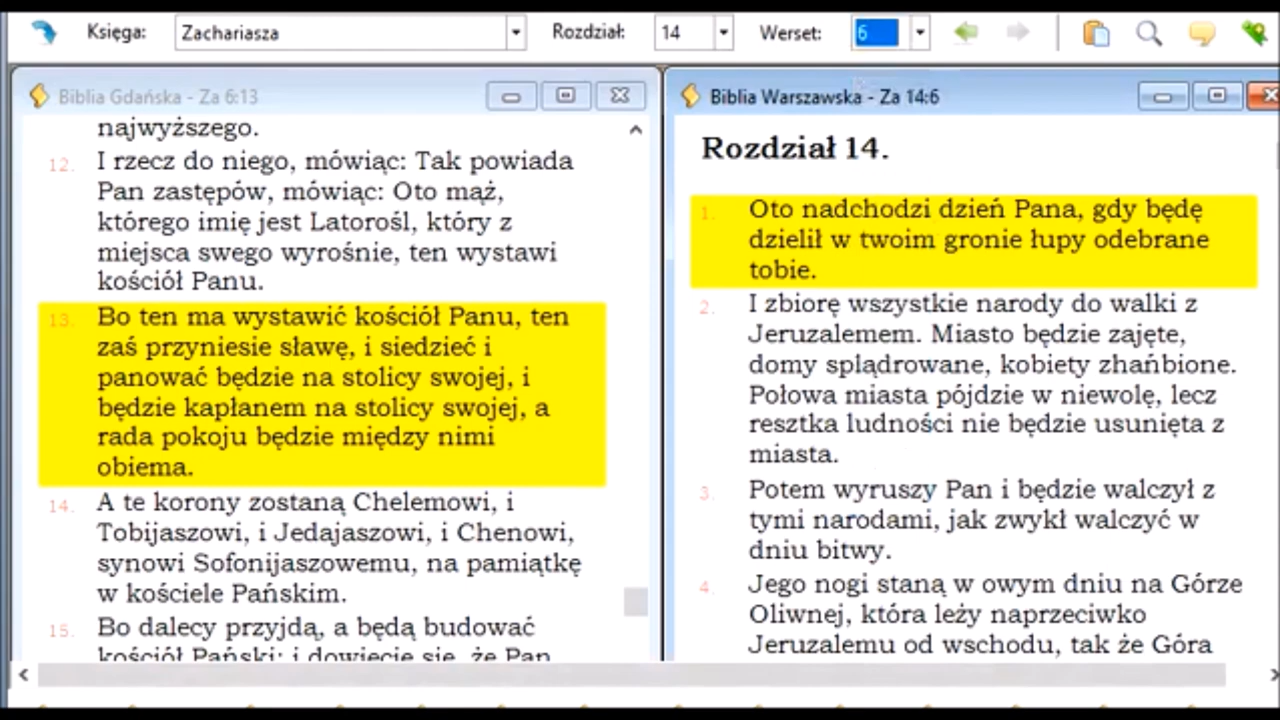 Księga: Zachariasza Rozdział: 14 Werset: 6
Biblia Gdańska - Za 6:13
najwyższego.
12. I rzecz do niego, mówiąc: Tak powiada
Pan zastępów, mówiąc: Oto mąż,
którego imię jest Latorośl, który z
miejsca swego wyrośnie, ten wystawi
kościół Panu.
13. Bo ten ma wystawić kościół Panu, ten
zaś przyniesie sławę, i siedzieć i
panować będzie na stolicy swojej, i
będzie kapłanem na stolicy swojej, a
rada pokoju będzie między nimi
obiema.
14. A te korony zostaną Chelemowi, i
Tobijaszowi, i Jedajaszowi, i Chenowi,
synowi Sofonijaszowemu, na pamiątkę
w kościele Pańskim.
15. Bo dalecy przyjdą, a będą budować
kościół Pański; i dowiecie się, że Pan
Biblia Warszawska - Za 14:6
Rozdział 14.
1. Oto nadchodzi dzień Pana, gdy będę
dzielił w twoim gronie łupy odebrane
tobie.
2. I zbiorę wszystkie narody do walki z
Jeruzalemem. Miasto będzie zajęte,
domy splądrowane, kobiety zhańbione.
Połowa miasta pójdzie w niewolę, lecz
resztka ludności nie będzie usunięta z
miasta.
3. Potem wyruszy Pan i będzie walczył z
tymi narodami, jak zwykł walczyć w
dniu bitwy.
4. Jego nogi staną w owym dniu na Górze
Oliwnej, która leży naprzeciwko
Jeruzalemu od wschodu, tak że Góra